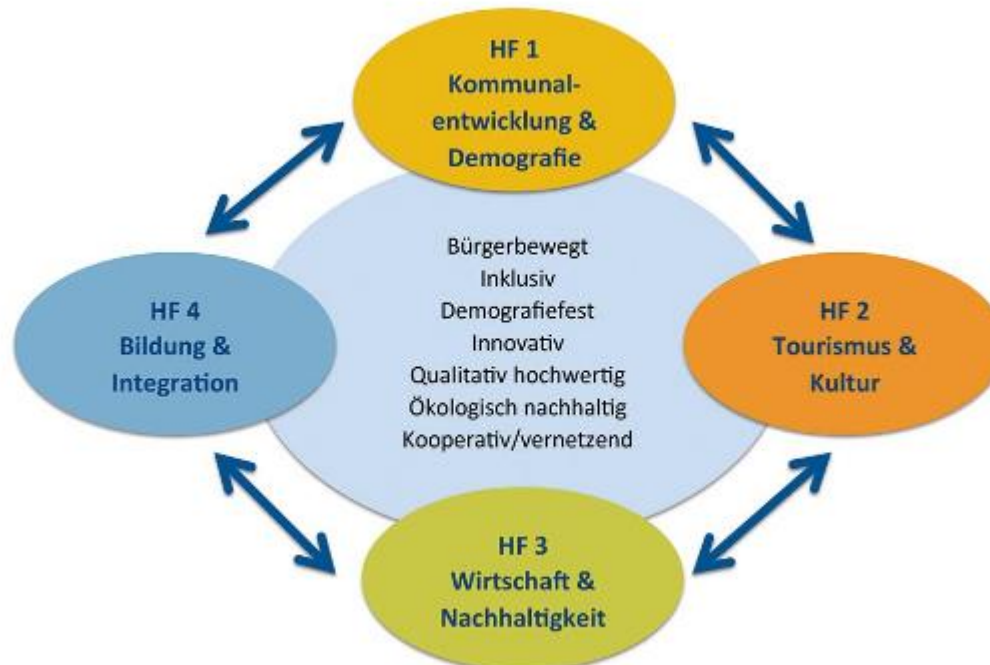 HF 1
Kommunal-
entwicklung &
Demografie
Bürgerbewegt
Inklusiv
Demografiefest
Innovativ
Qualitativ hochwertig
Ökologisch nachhaltig
Kooperativ/vernetzend
HF 4
Bildung &
Integration
HF 2
Tourismus &
Kultur
HF 3
Wirtschaft &
Nachhaltigkeit